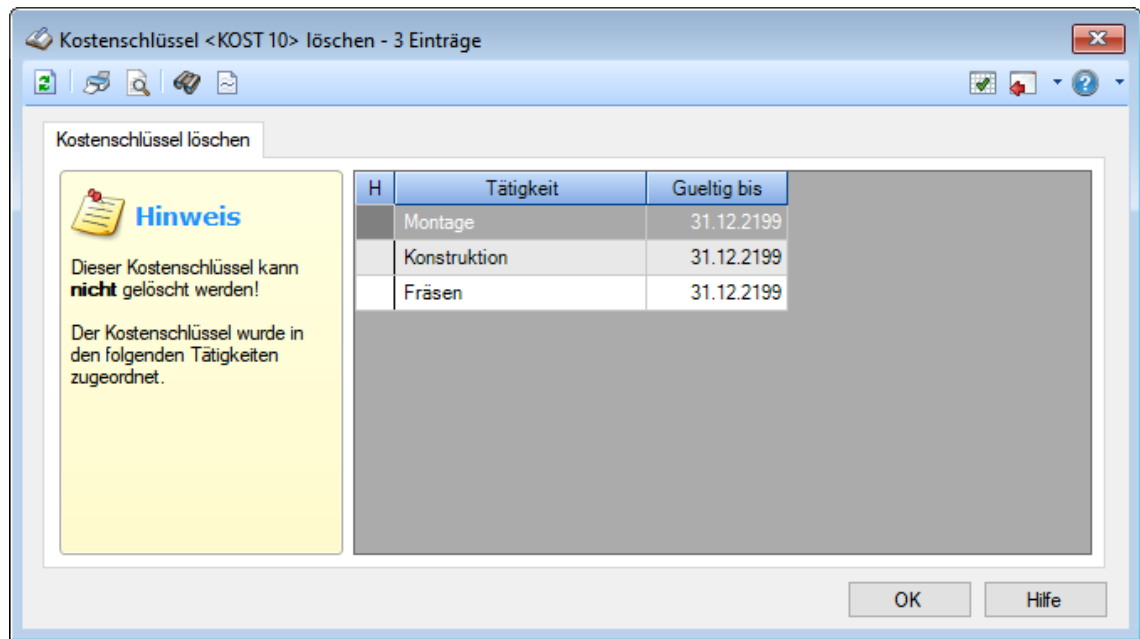 Kostenschlüssel <KOST 10> löschen - 3 Einträge
Kostenschlüssel löschen
Hinweis
Dieser Kostenschlüssel kann
nicht gelöscht werden!
Der Kostenschlüssel wurde in
den folgenden Tätigkeiten
zugeordnet.
H Tätigkeit Gueltig bis
Montage 31.12.2199
Konstruktion 31.12.2199
Fräsen 31.12.2199
OK Hilfe